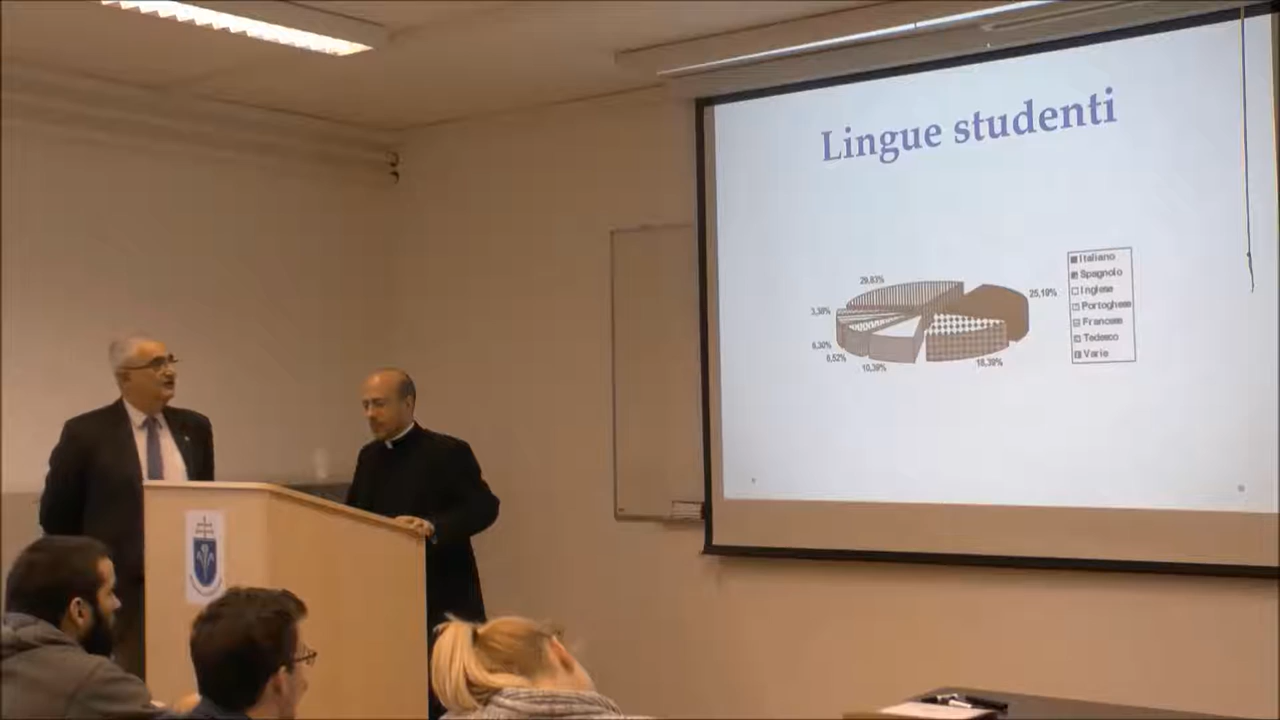 Lingue studenti
29,83%
25,19%
3,38%
6,30%
6,52%
10,39%
18,39%
Italiano
Spagnolo
Inglese
Portoghese
Francese
Tedesco
Varie